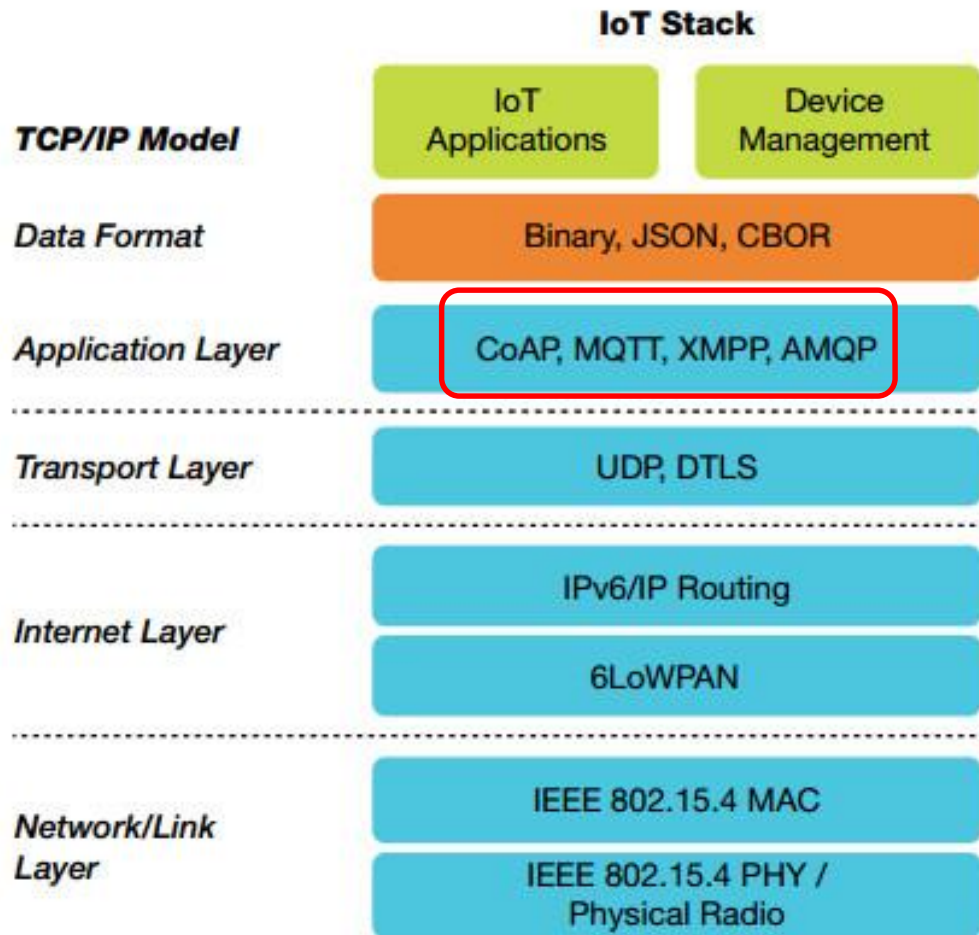 IoT Stack
TCP/IP Model
IoT
Applications
Device
Management
Data Format
Binary, JSON, CBOR
Application Layer
CoAP, MQTT, XMPP, AMQP
Transport Layer
UDP, DTLS
Internet Layer
IPv6/IP Routing
6LoWPAN
Network/Link
Layer
IEEE 802.15.4 MAC
IEEE 802.15.4 PHY /
Physical Radio